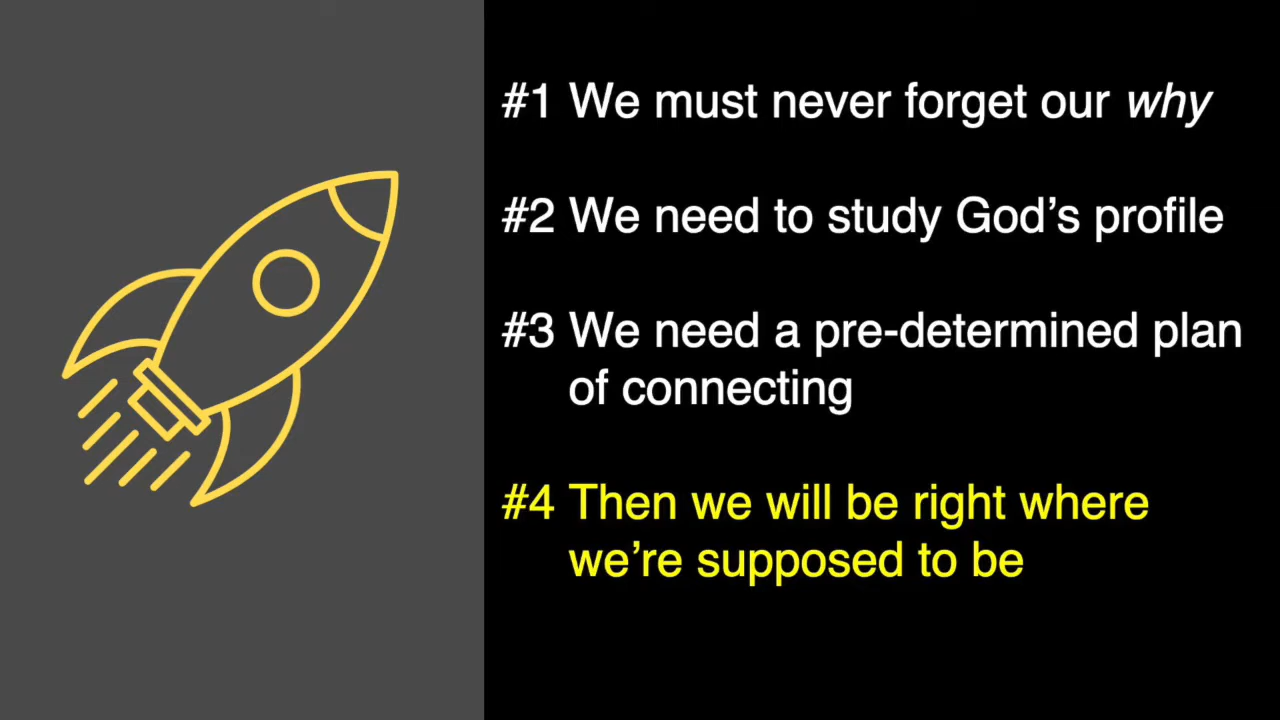 #1 We must never forget our why
#2 We need to study God’s profile
#3 We need a pre-determined plan
of connecting
#4 Then we will be right where
we’re supposed to be